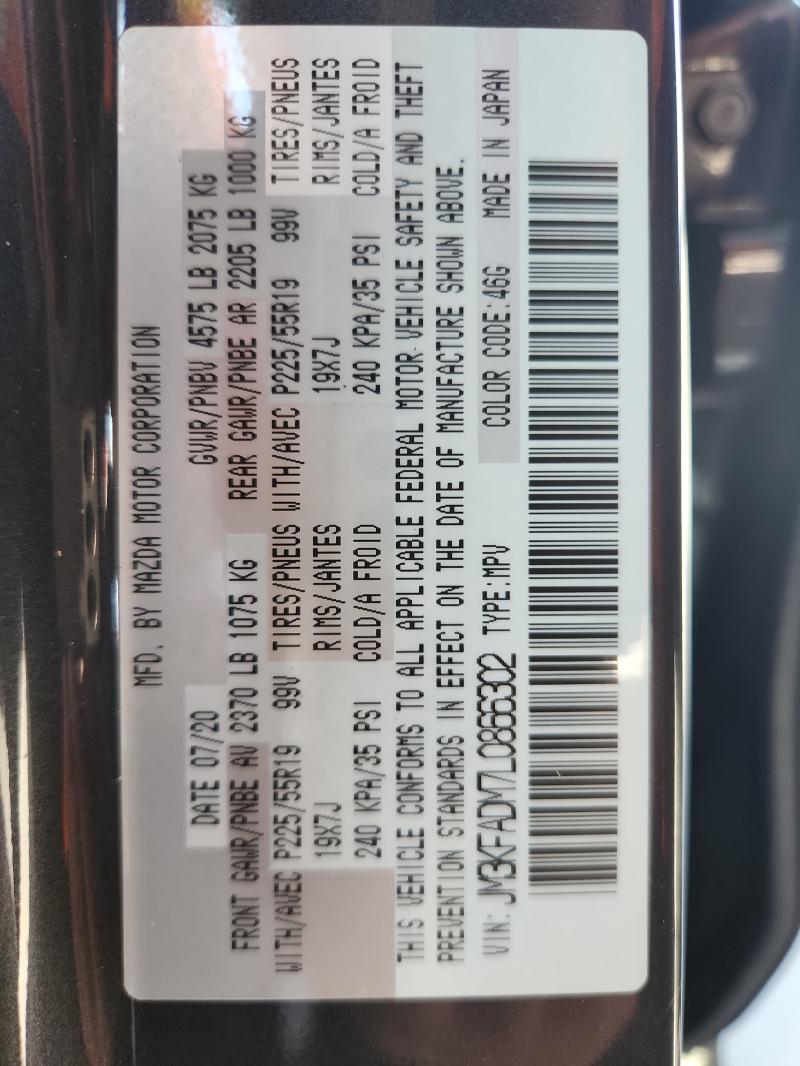 MFD. BY MAZDA MOTOR CORPORATION
DATE 07/20 GVWR/PNBV 4575 LB 2075 KG
FRONT GAWR/PNBE AV 2370 LB 1075 KG REAR GAWR/PNBE AR 2205 LB 1000 KG
WITH/AVEC P225/55R19 99V TIRES/PNEUS WITH/AVEC P225/55R19 99V TIRES/PNEUS
19X7J RIMS/JANTES 19X7J RIMS/JANTES
240 KPA/35 PSI COLD/A FROID 240 KPA/35 PSI COLD/A FROID
THIS VEHICLE CONFORMS TO ALL APPLICABLE FEDERAL MOTOR VEHICLE SAFETY AND THEFT
PREVENTION STANDARDS IN EFFECT ON THE DATE OF MANUFACTURE SHOWN ABOVE.
VIN: JM3KFADM7L0866302 TYPE:MPV COLOR CODE:46G MADE IN JAPAN